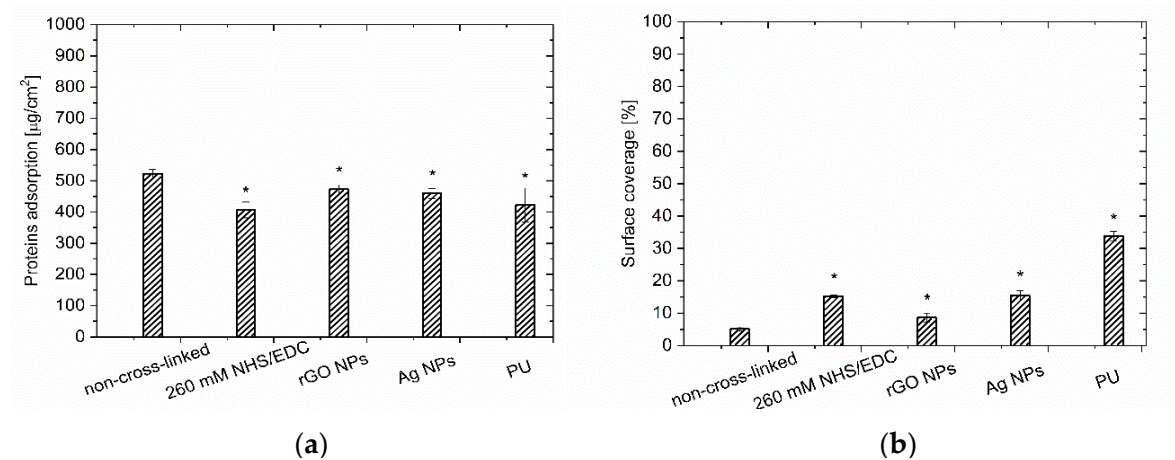 1000
900
800
700
600
500
400
300
200
100
0
Proteins adsorption [µg/cm²]
*
*
*
*
non-cross-linked
260 mM NHS/EDC
rGO NPs
Ag NPs
PU
(a)
100
90
80
70
60
50
40
30
20
10
0
Surface coverage [%]
*
*
*
*
non-cross-linked
260 mM NHS/EDC
rGO NPs
Ag NPs
PU
(b)